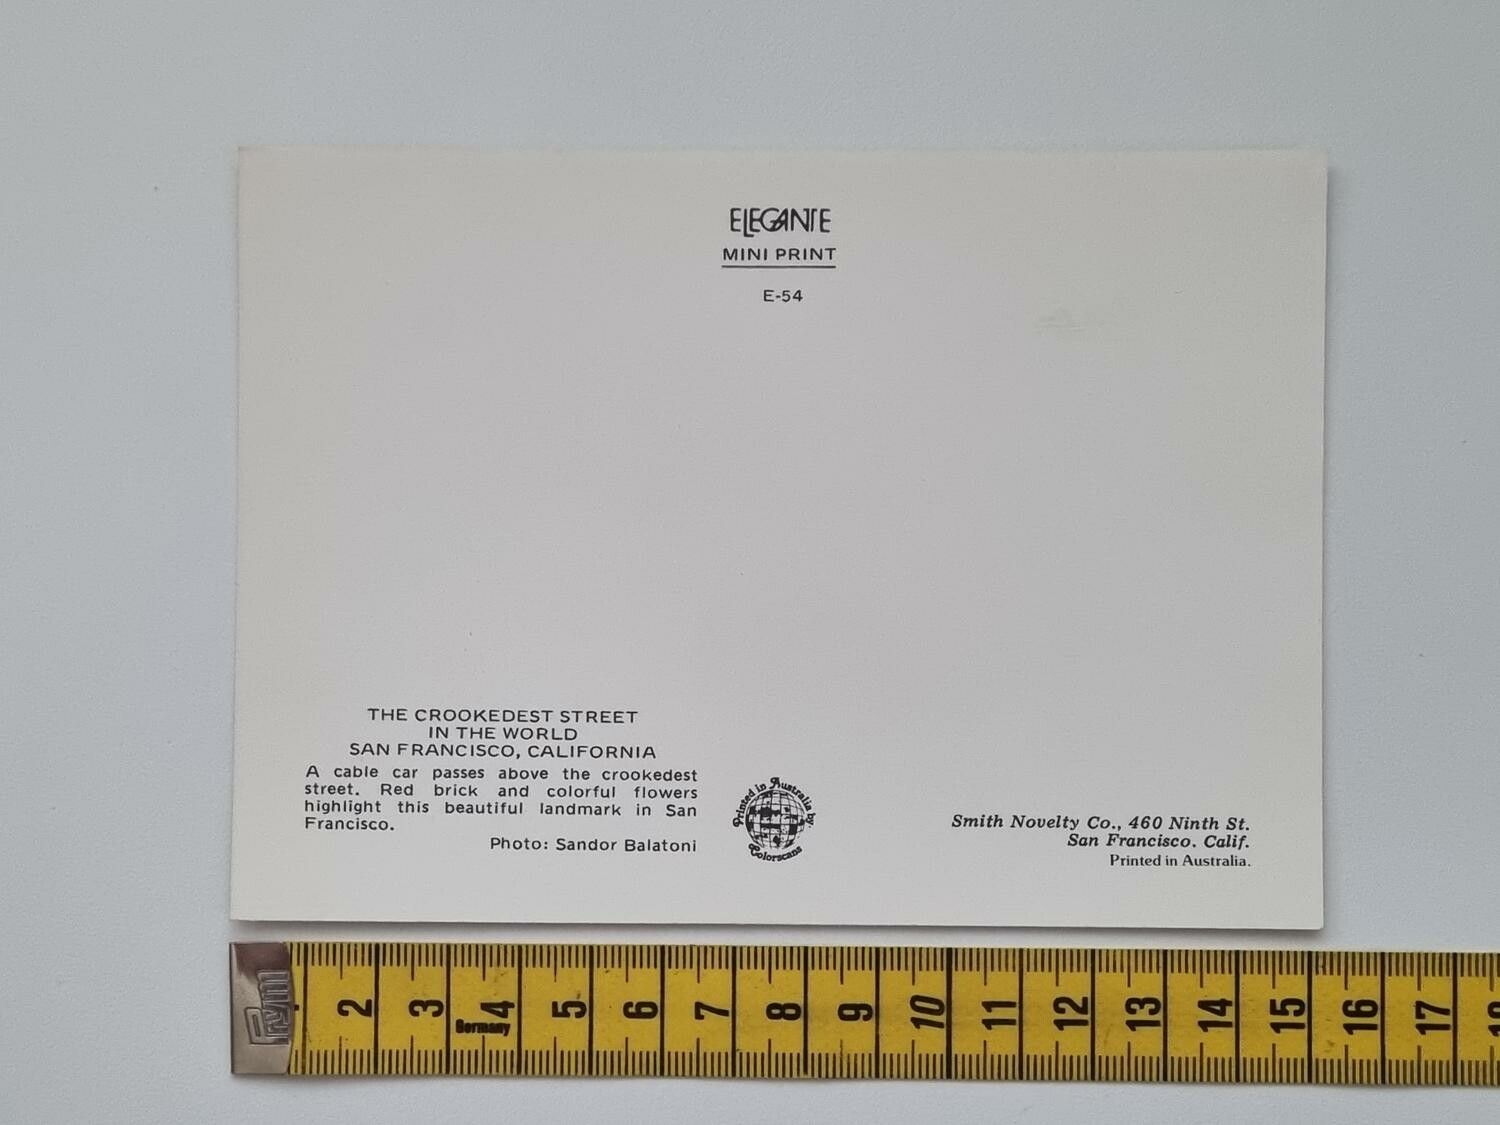 ELEGANTE
MINI PRINT
E-54
THE CROOKEDEST STREET
IN THE WORLD
SAN FRANCISCO, CALIFORNIA
A cable car passes above the crookedest
street. Red brick and colorful flowers
highlight this beautiful landmark in San
Francisco.
Photo: Sandor Balatoni
Printed in Australia by:
Colorscans
Smith Novelty Co., 460 Ninth St.
San Francisco. Calif.
Printed in Australia.
Prym
2 3 4 5 6 7 8 9 10 11 12 13 14 15 16 17 18
Germany